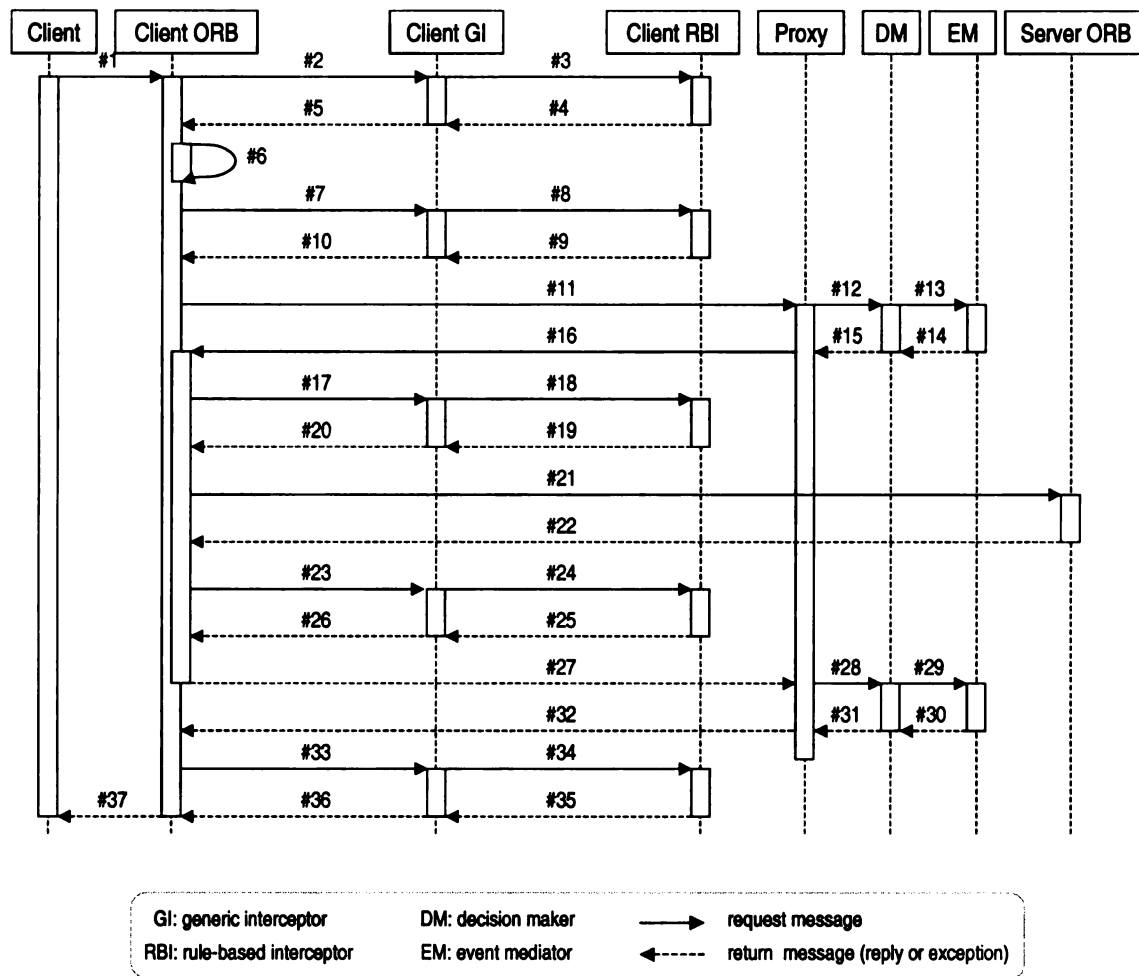 Client Client ORB Client GI Client RBI Proxy DM EM Server ORB
#1 #2 #3
#5 #4
#6
#7 #8
#10 #9
#11 #12 #13
#16 #15 #14
#17 #18
#20 #19
#21
#22
#23 #24
#26 #25
#27 #28 #29
#32 #31 #30
#33 #34
#37 #36 #35
GI: generic interceptor DM: decision maker request message
RBI: rule-based interceptor EM: event mediator return message (reply or exception)